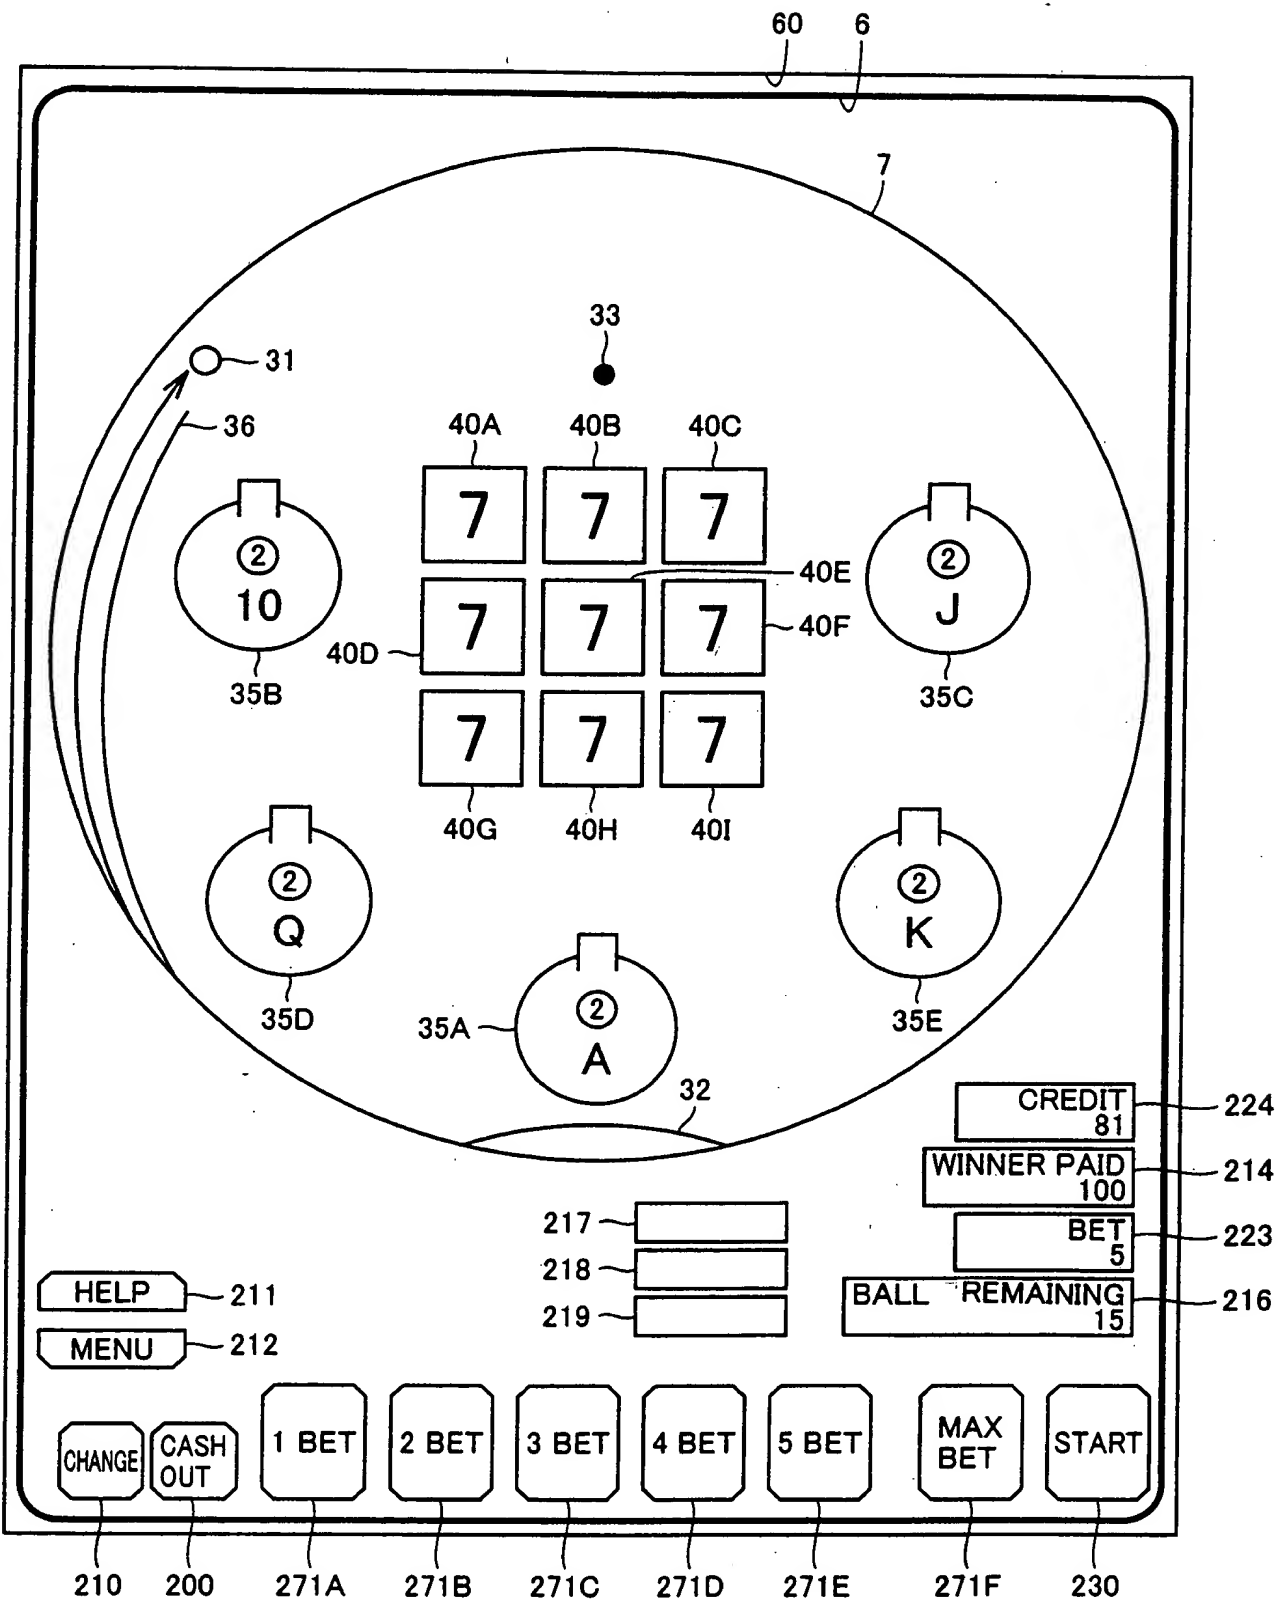 60 6
7
33
31
36
40A 40B 40C
7 7 7
② ②
10 J
40E
7 7 7
40D 40F
35B 35C
7 7 7
40G 40H 40I
② ②
Q K
35D 35E
②
35A
A
32
CREDIT
81
224
WINNER PAID
100
214
217
BET
5
223
218
HELP 211
BALL REMAINING
15
216
219
MENU 212
CHANGE
CASH
OUT
1 BET 2 BET 3 BET 4 BET 5 BET
MAX
BET
START
210 200 271A 271B 271C 271D 271E 271F 230